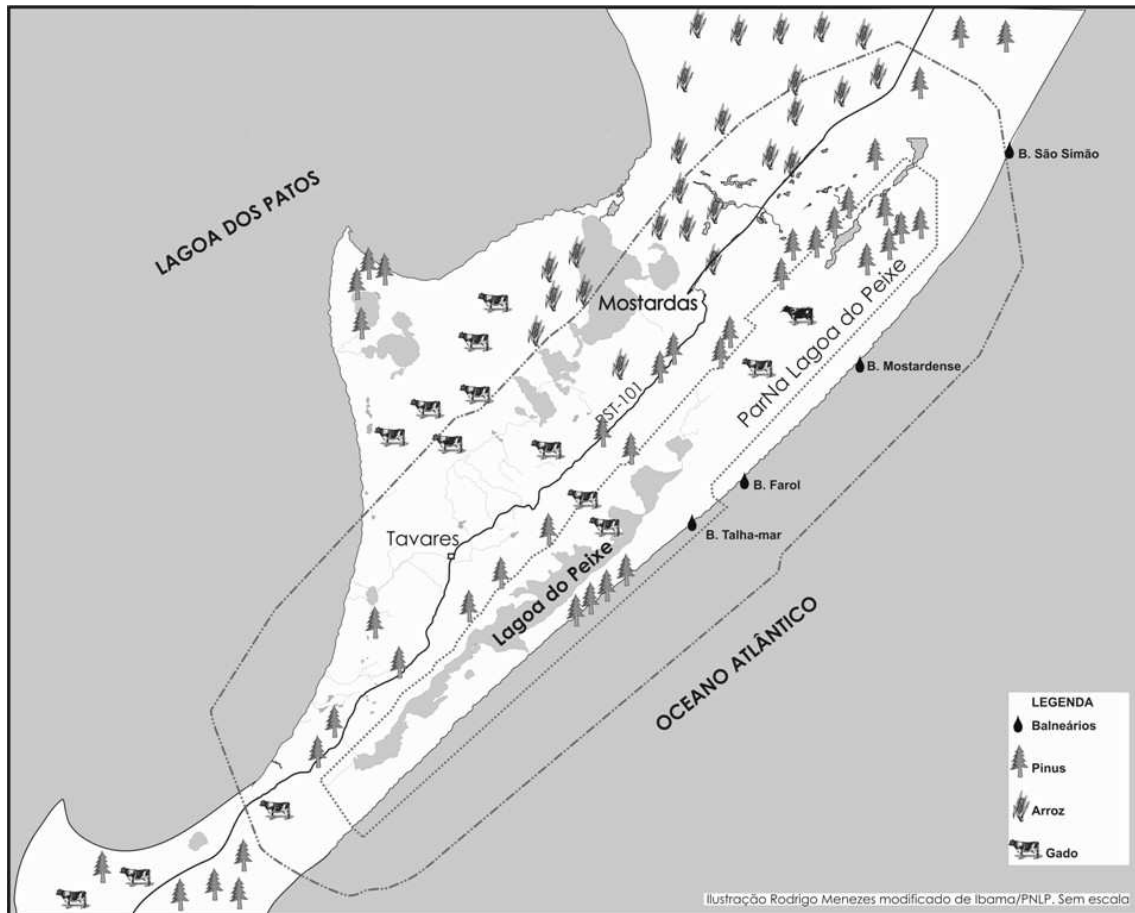 LAGOA DOS PATOS
B. São Simão
Mostardas
ParNa Lagoa do Peixe
B. Mostardense
RST-101
B. Farol
B. Talha-mar
Tavares
Lagoa do Peixe
OCEANO ATLÂNTICO
LEGENDA
Balneários
Pinus
Arroz
Gado
Ilustração Rodrigo Menezes modificado de Ibama/PNLP. Sem escala